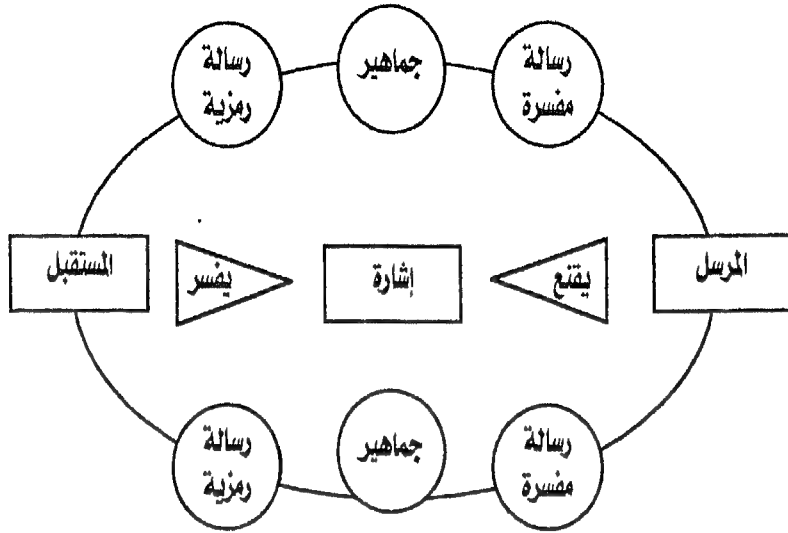 رسالة
مفسرة
جماهير
رسالة
رمزية
المرسل
يقنع
إشارة
يفسر
المستقبل
رسالة
مفسرة
جماهير
رسالة
رمزية